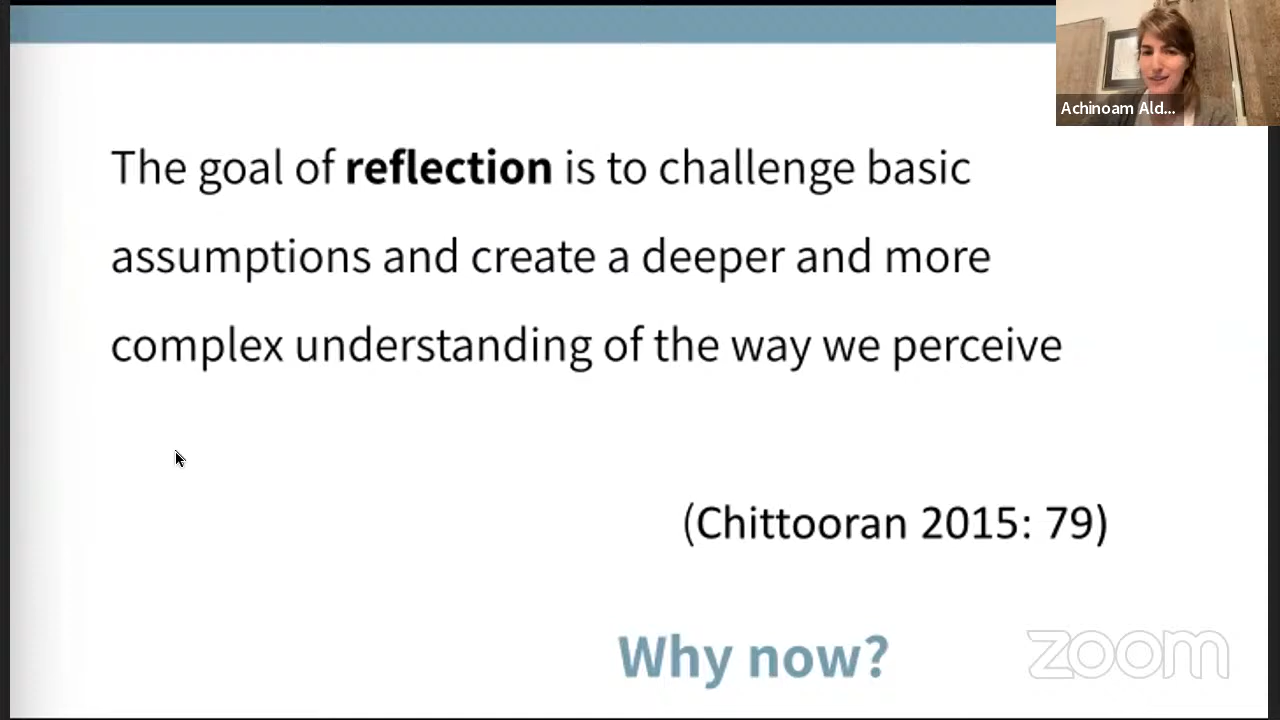 Achinoam Ald...
The goal of reflection is to challenge basic
assumptions and create a deeper and more
complex understanding of the way we perceive
(Chittooran 2015: 79)
Why now?
zoom